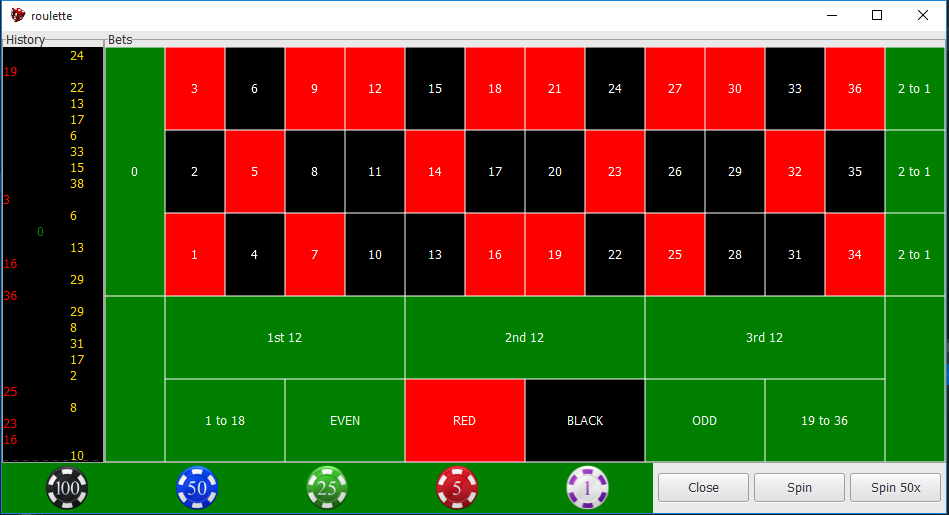 roulette
History
Bets
24
19
22
13
17
6
33
15
38
3
6
0
13
16
29
36
29
8
31
17
2
25
8
23
16
10
3 6 9 12 15 18 21 24 27 30 33 36 2 to 1
0 2 5 8 11 14 17 20 23 26 29 32 35 2 to 1
1 4 7 10 13 16 19 22 25 28 31 34 2 to 1
1st 12 2nd 12 3rd 12
1 to 18 EVEN RED BLACK ODD 19 to 36
100 50 25 5 1 Close Spin Spin 50x